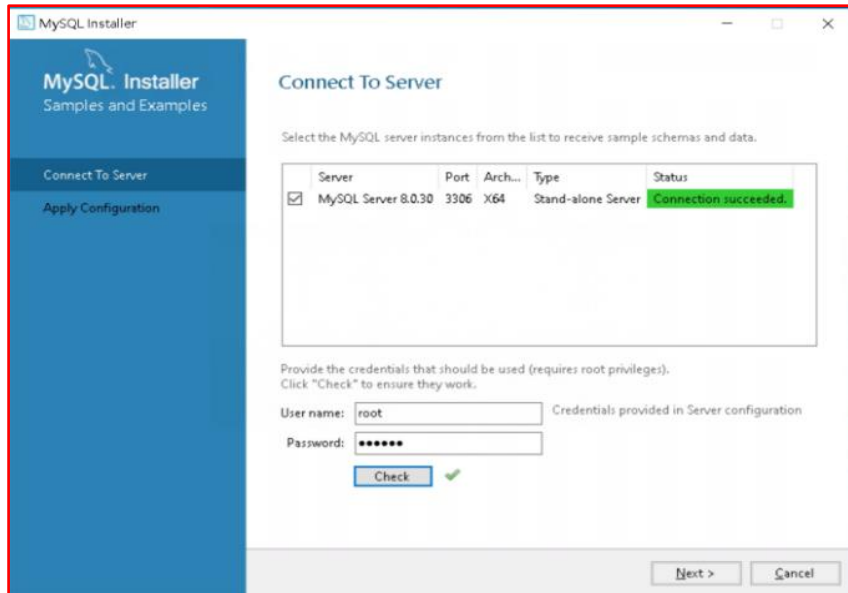 MySQL Installer
MySQL. Installer
Samples and Examples
Connect To Server
Apply Configuration
Connect To Server
Select the MySQL server instances from the list to receive sample schemas and data.
Server Port Arch... Type Status
MySQL Server 8.0.30 3306 X64 Stand-alone Server Connection succeeded.
Provide the credentials that should be used (requires root privileges).
Click "Check" to ensure they work.
User name: root Credentials provided in Server configuration
Password: ●●●●●●
Check
Next > Cancel